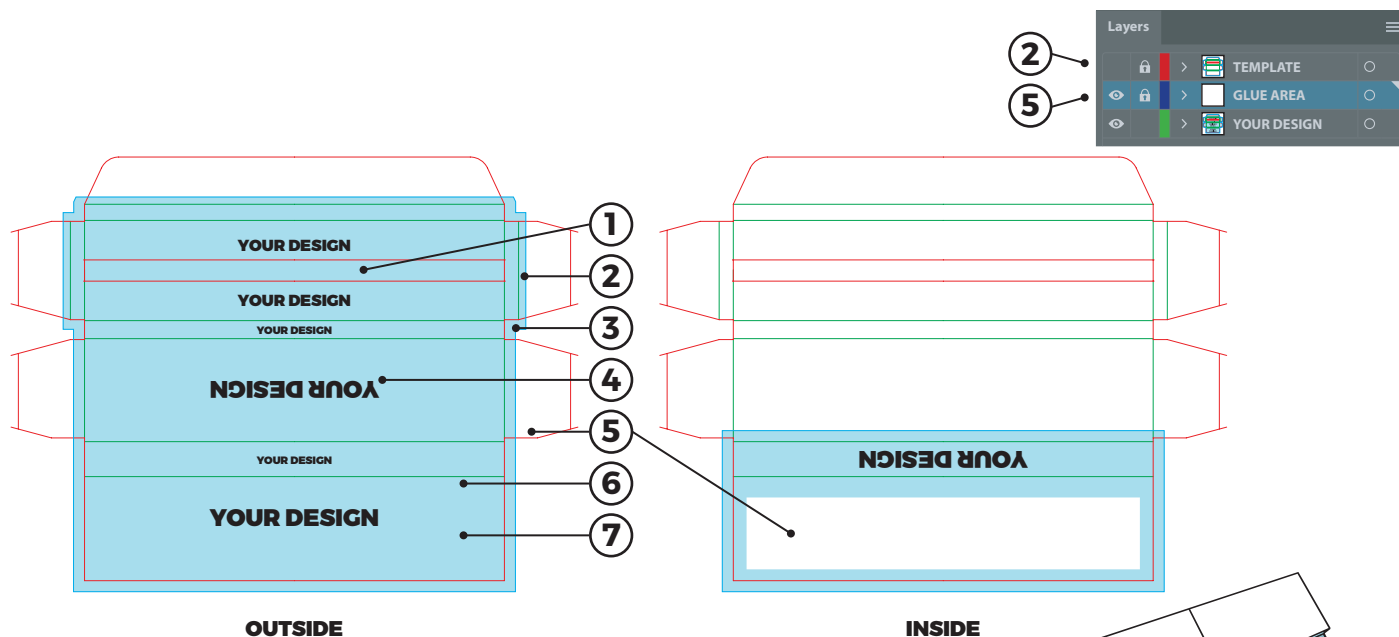 Layers
2
TEMPLATE
5
GLUE AREA
YOUR DESIGN
1
YOUR DESIGN
2
YOUR DESIGN
3
YOUR DESIGN
4
YOUR DESIGN
5
YOUR DESIGN
YOUR DESIGN
6
YOUR DESIGN
7
OUTSIDE
INSIDE